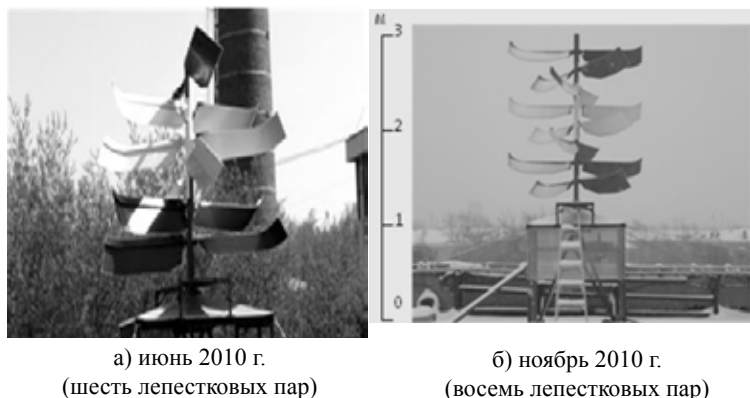 м
3
2
1
0
а) июнь 2010 г.
(шесть лепестковых пар)
б) ноябрь 2010 г.
(восемь лепестковых пар)